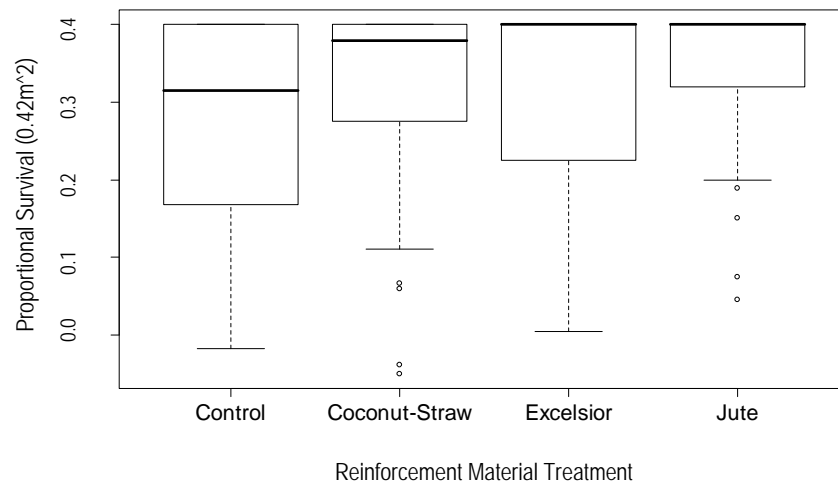 Proportional Survival (0.42m^2)
0.4
0.3
0.2
0.1
0.0
Control Coconut-Straw Excelsior Jute
Reinforcement Material Treatment